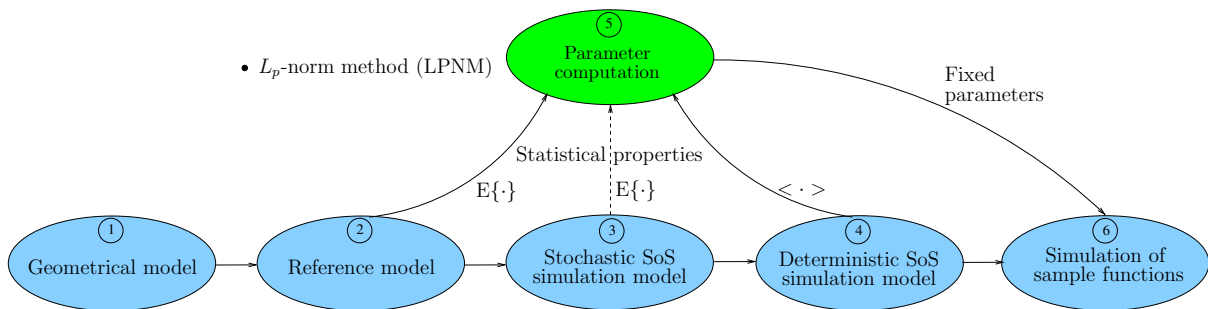 5
Parameter
computation
• Lp-norm method (LPNM)
Fixed
parameters
Statistical properties
E{·}
E{·}
< · >
1
Geometrical model
2
Reference model
3
Stochastic SoS
simulation model
4
Deterministic SoS
simulation model
6
Simulation of
sample functions